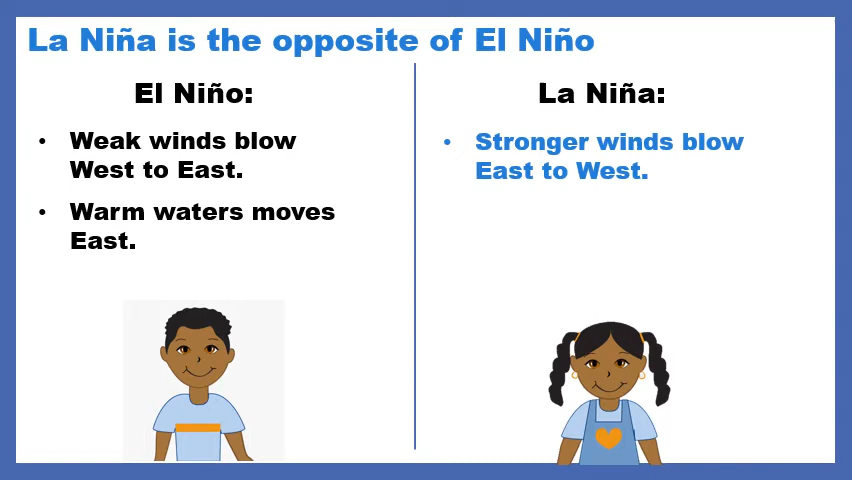 La Niña is the opposite of El Niño
El Niño:
• Weak winds blow
West to East.
• Warm waters moves
East.
La Niña:
• Stronger winds blow
East to West.